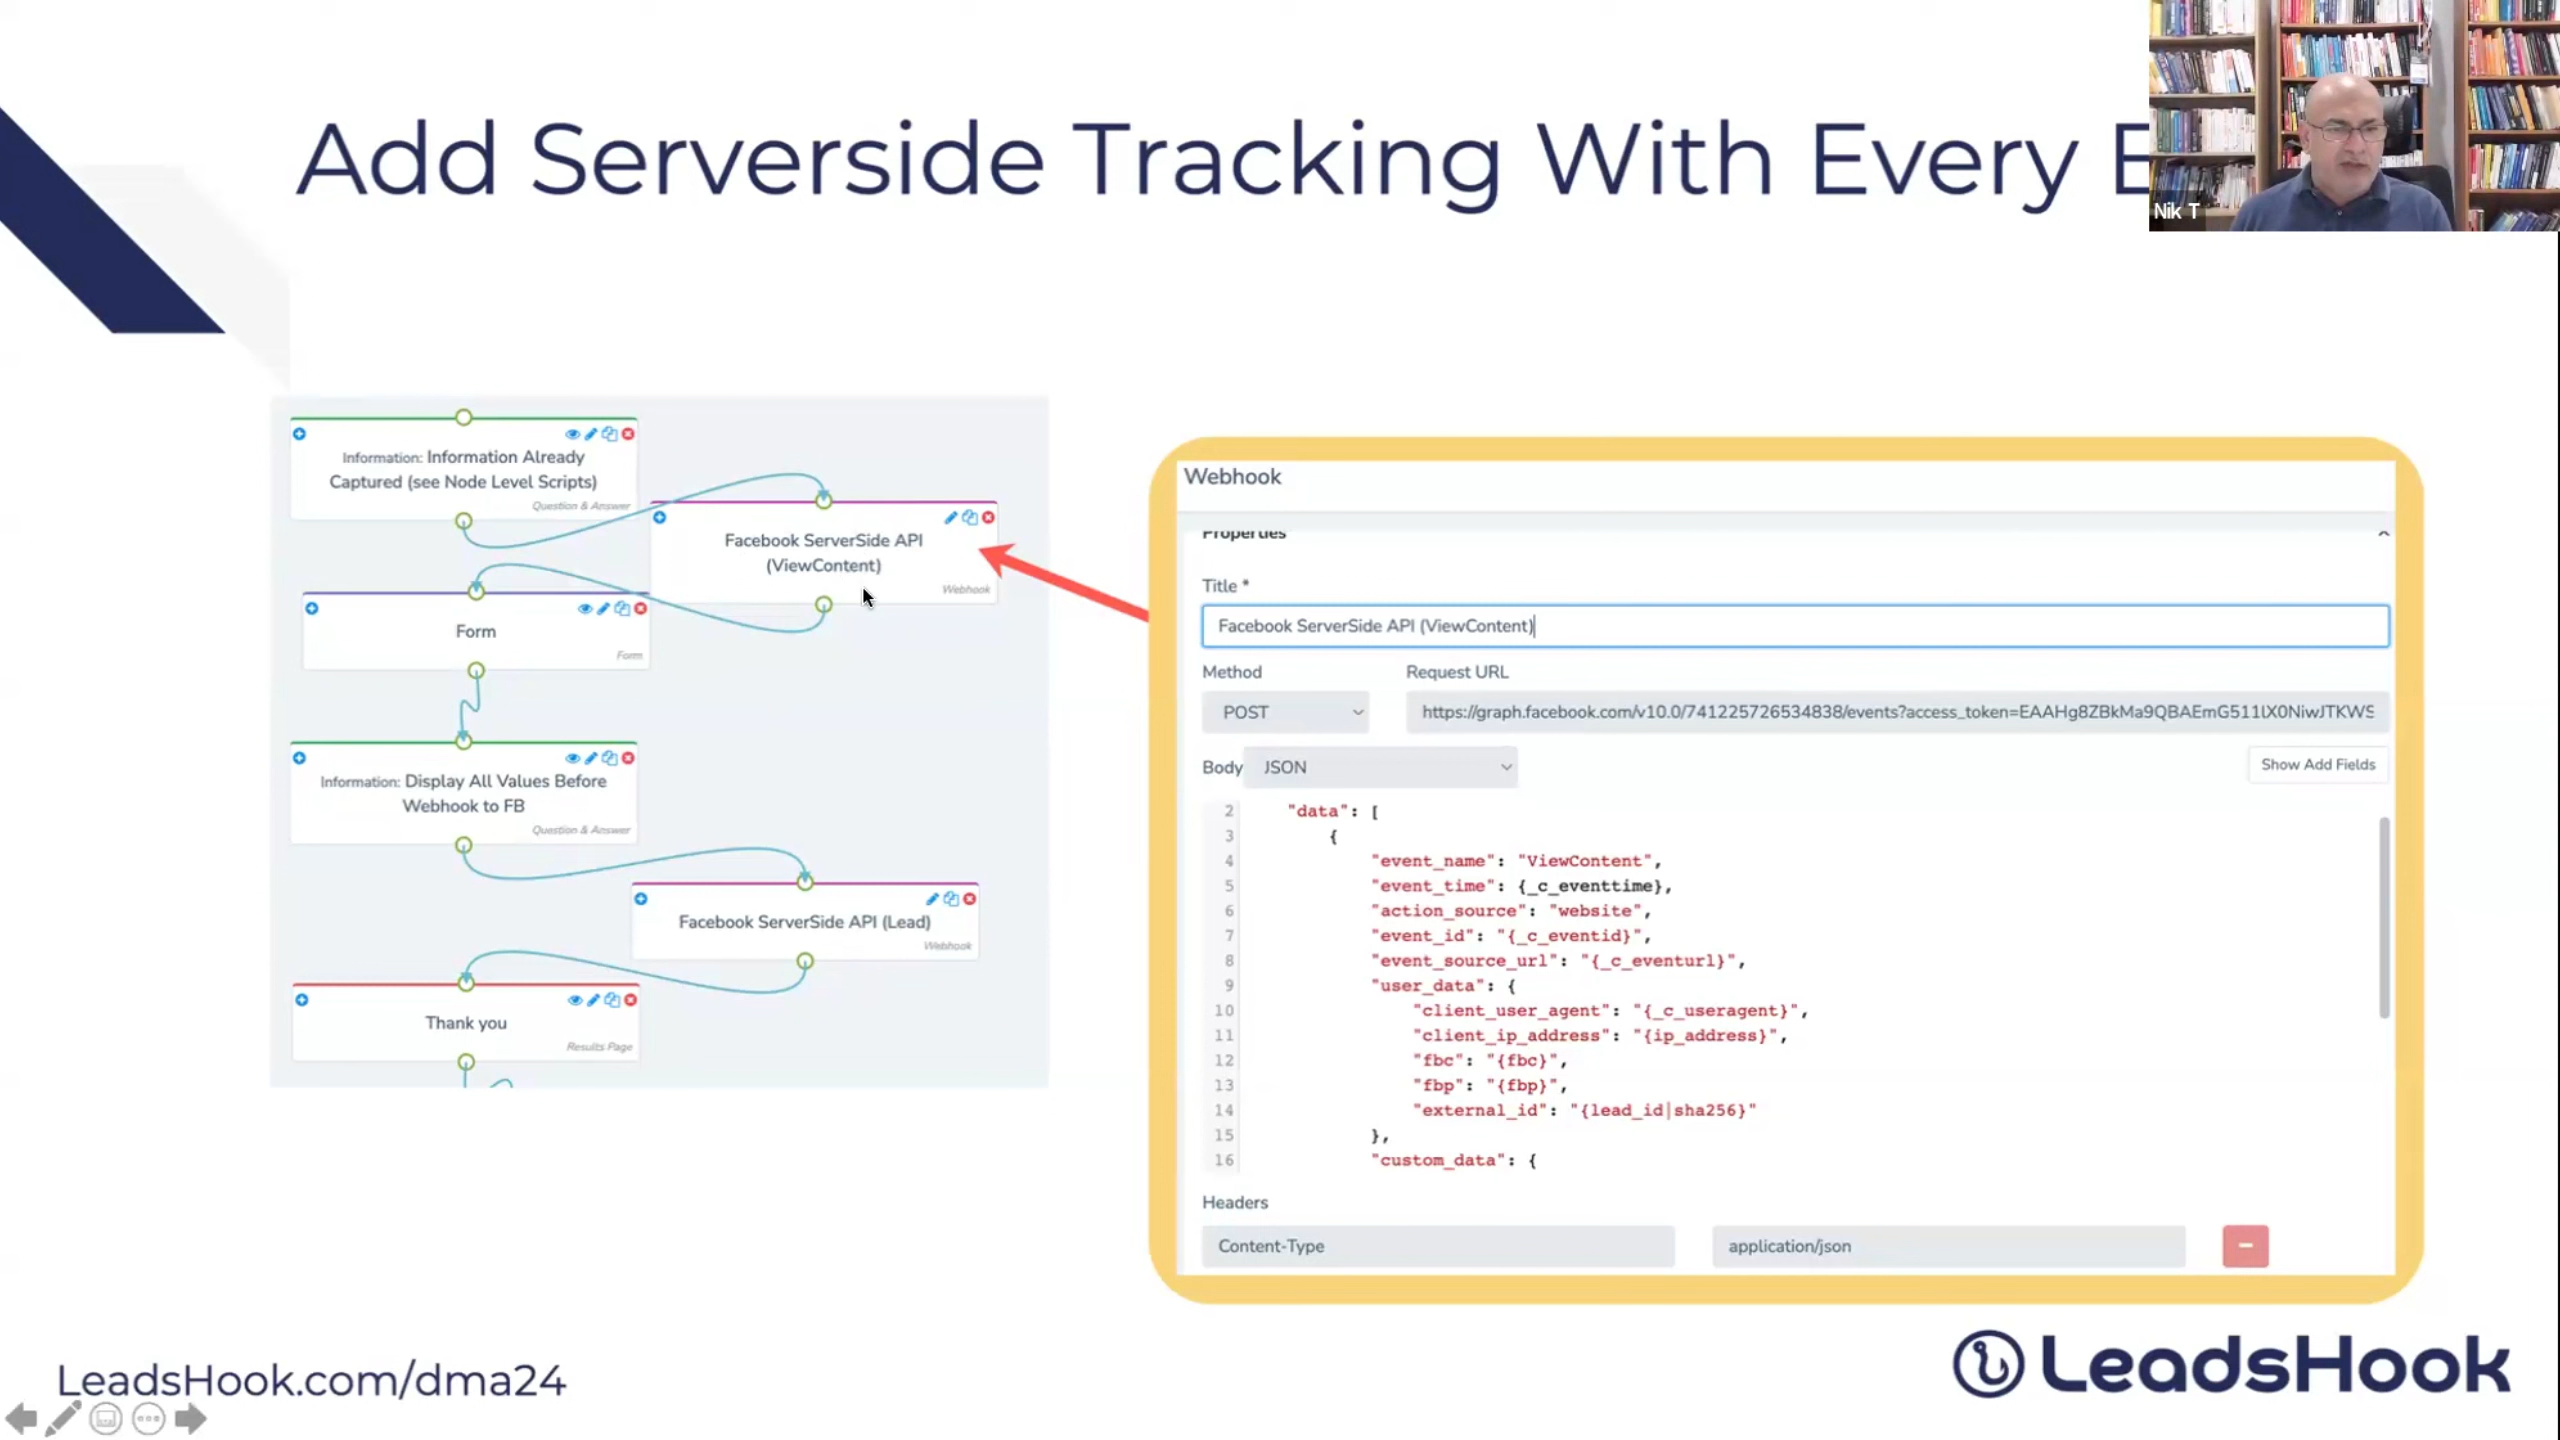 Add Serverside Tracking With Every E
Nik T
Information: Information Already
Captured (see Node Level Scripts)
Question & Answer
Facebook ServerSide API
(ViewContent)
Webhook
Form
Form
Information: Display All Values Before
Webhook to FB
Question & Answer
Facebook ServerSide API (Lead)
Webhook
Thank you
Results Page
Webhook
Properties
Title *
Facebook ServerSide API (ViewContent)
Method
Request URL
POST
https://graph.facebook.com/v10.0/741225726534838/events?access_token=EAAHg8ZBkMa9QBAEmG511lX0NiwJTKWS
Body
JSON
Show Add Fields
2 "data": [
3 {
4 "event_name": "ViewContent",
5 "event_time": {_c_eventtime},
6 "action_source": "website",
7 "event_id": "{_c_eventid}",
8 "event_source_url": "{_c_eventurl}",
9 "user_data": {
10 "client_user_agent": "{_c_useragent}",
11 "client_ip_address": "{ip_address}",
12 "fbc": "{fbc}",
13 "fbp": "{fbp}",
14 "external_id": "{lead_id|sha256}"
15 },
16 "custom_data": {
Headers
Content-Type
application/json
LeadsHook.com/dma24
LeadsHook